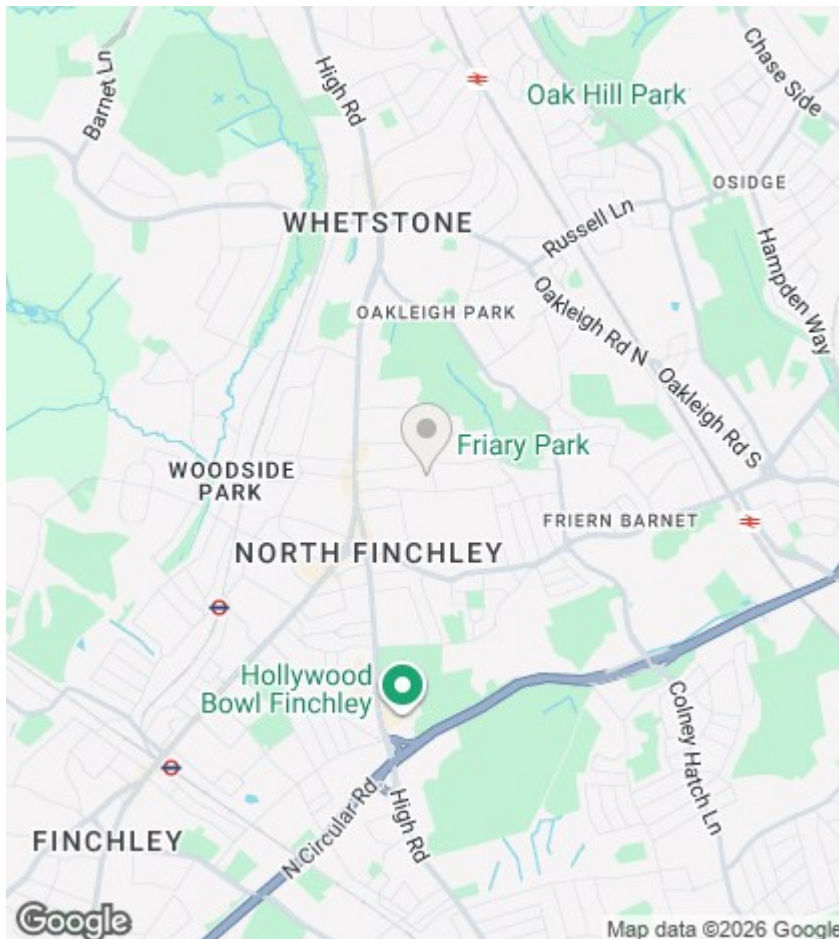 Barnet Ln
High Rd
Oak Hill Park
Chase Side
OSIDGE
WHETSTONE
Russell Ln
Hampden Way
OAKLEIGH PARK
Oakleigh Rd N
Oakleigh Rd S
Friary Park
WOODSIDE
PARK
FRIERN BARNET
NORTH FINCHLEY
Hollywood
Bowl Finchley
Colney Hatch Ln
N Circular Rd
High Rd
FINCHLEY
Google
Map data ©2026 Google